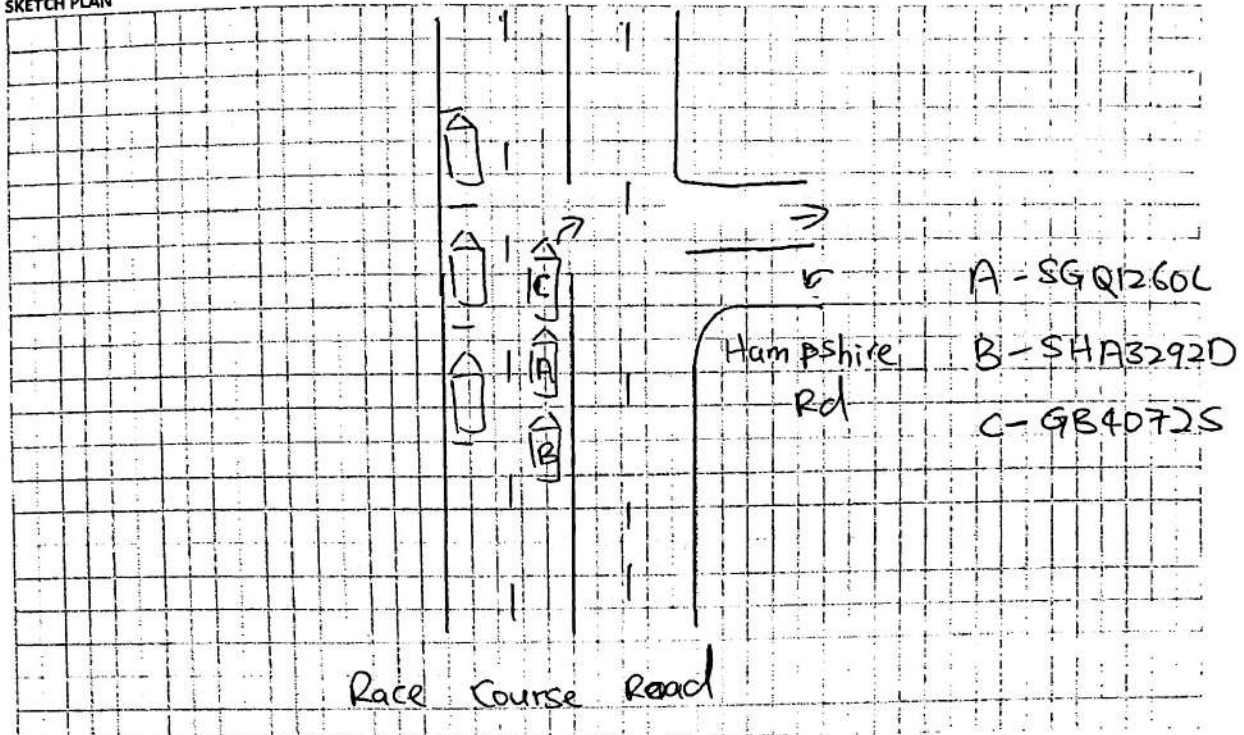 SKETCH PLAN
C
A
B
Hampshire
Rd
A - SGQ1260L
B - SHA3292D
C - GB4072S
Race Course Road